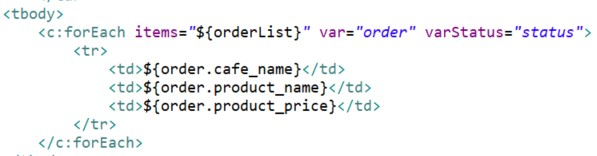 <tbody>
<c:forEach items="${orderList}" var="order" varStatus="status">
<tr>
<td>${order.cafe_name}</td>
<td>${order.product_name}</td>
<td>${order.product_price}</td>
</tr>
</c:forEach>